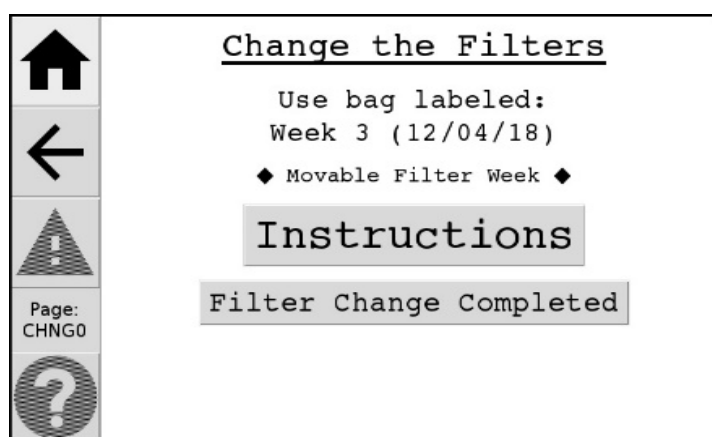 Change the Filters
Use bag labeled:
Week 3 (12/04/18)
◆ Movable Filter Week ◆
Instructions
Filter Change Completed
Page:
CHNG0
!
?